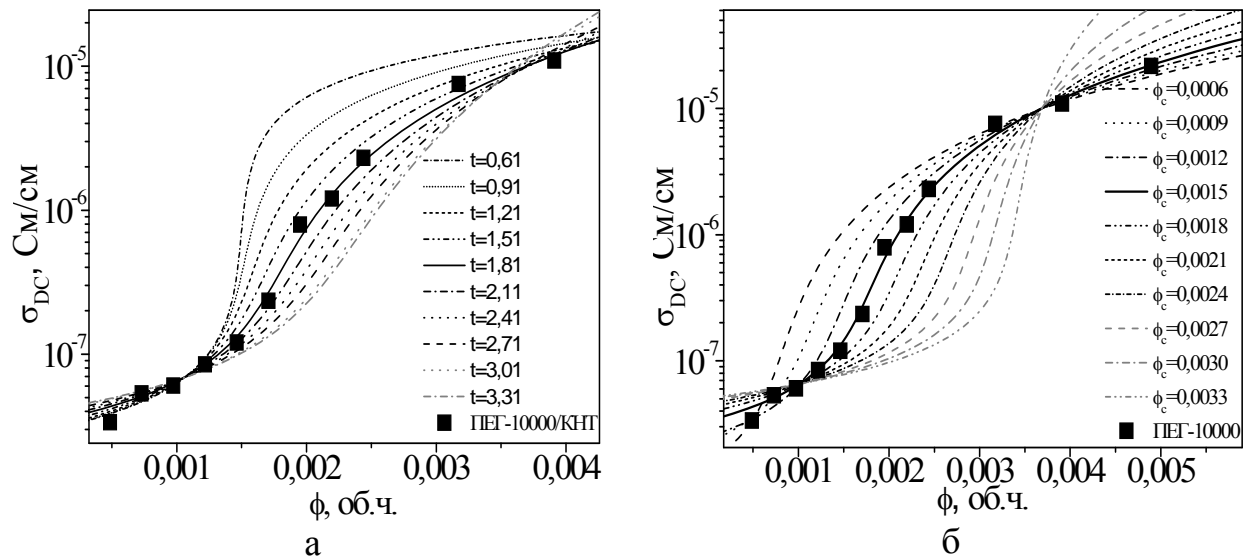 10⁻⁵
10⁻⁶
10⁻⁷
σ_DC, См/см
t=0,61
t=0,91
t=1,21
t=1,51
t=1,81
t=2,11
t=2,41
t=2,71
t=3,01
t=3,31
ПЕГ-10000/КНТ
0,001 0,002 0,003 0,004
ϕ, об.ч.
а
10⁻⁵
10⁻⁶
10⁻⁷
σ_DC, См/см
ϕ_c=0,0006
ϕ_c=0,0009
ϕ_c=0,0012
ϕ_c=0,0015
ϕ_c=0,0018
ϕ_c=0,0021
ϕ_c=0,0024
ϕ_c=0,0027
ϕ_c=0,0030
ϕ_c=0,0033
ПЕГ-10000
0,001 0,002 0,003 0,004 0,005
ϕ, об.ч.
б